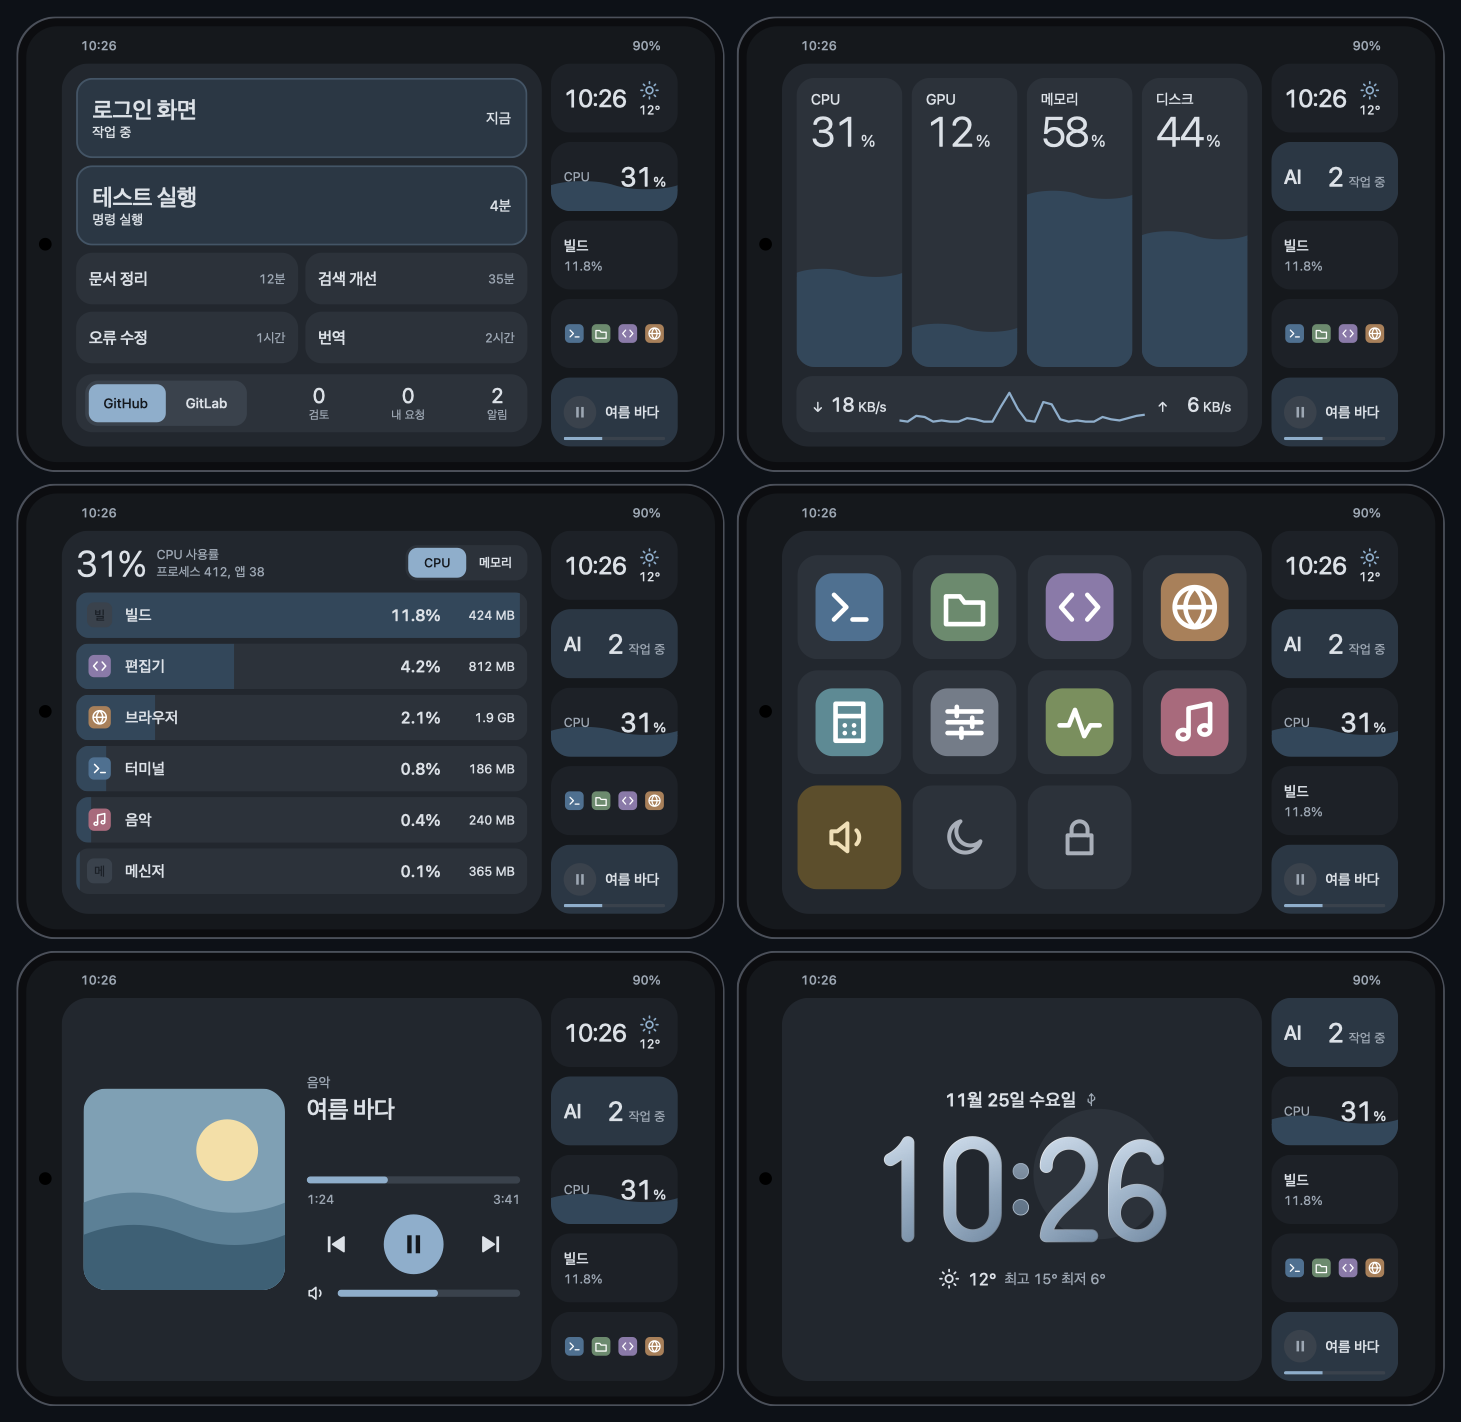 10:26
90%
로그인 화면
작업 중
지금
테스트 실행
명령 실행
4분
문서 정리
12분
검색 개선
35분
오류 수정
1시간
번역
2시간
GitHub
GitLab
0
검토
0
내 요청
2
알림
10:26
12°
CPU
31%
빌드
11.8%
여름 바다
10:26
90%
CPU
31%
GPU
12%
메모리
58%
디스크
44%
↓ 18 KB/s
↑ 6 KB/s
10:26
12°
AI 2 작업 중
빌드
11.8%
여름 바다
10:26
90%
31%
CPU 사용률
프로세스 412, 앱 38
CPU
메모리
빌 빌드 11.8% 424 MB
편집기 4.2% 812 MB
브라우저 2.1% 1.9 GB
터미널 0.8% 186 MB
음악 0.4% 240 MB
메 메신저 0.1% 365 MB
10:26
12°
AI 2 작업 중
CPU 31%
여름 바다
10:26
90%
10:26
12°
AI 2 작업 중
CPU 31%
빌드
11.8%
여름 바다
10:26
90%
음악
여름 바다
1:24
3:41
10:26
12°
AI 2 작업 중
CPU 31%
빌드
11.8%
10:26
90%
11월 25일 수요일
10:26
12° 최고 15° 최저 6°
AI 2 작업 중
CPU 31%
빌드
11.8%
여름 바다